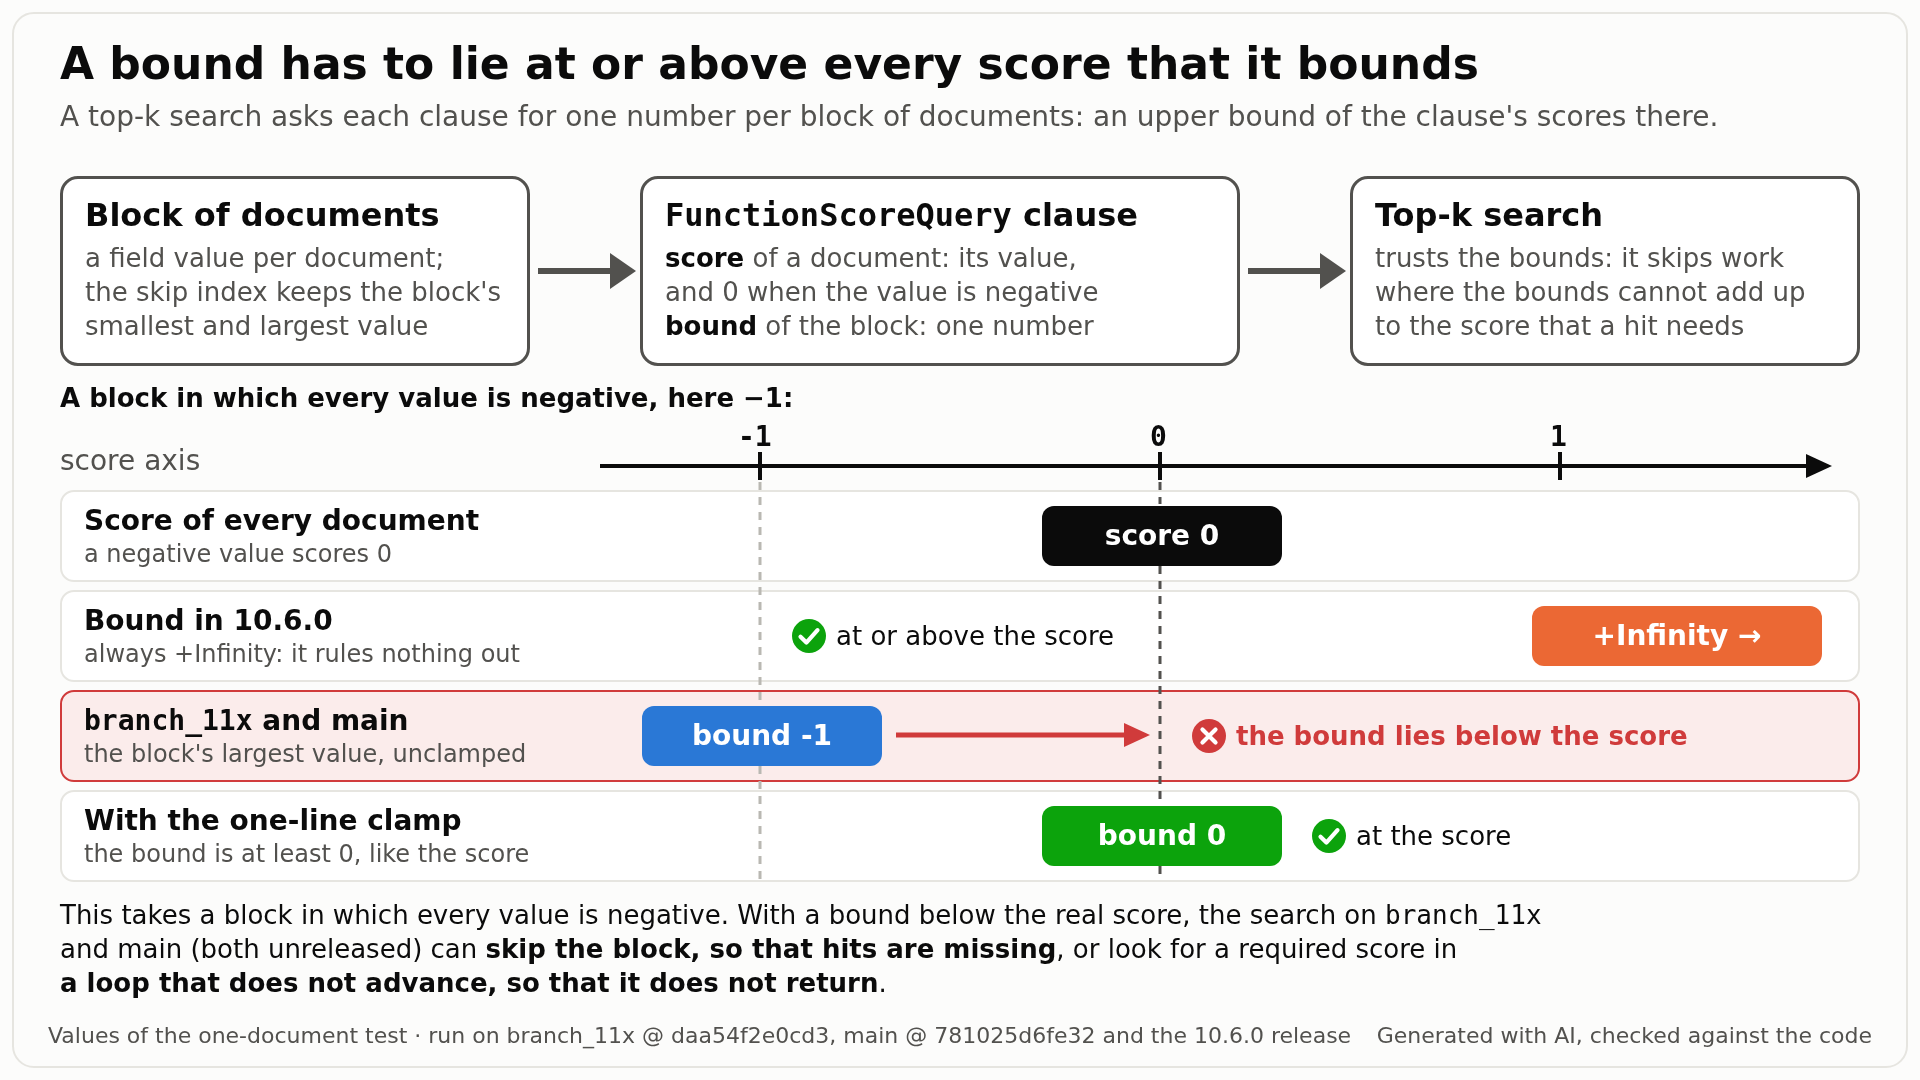 A bound has to lie at or above every score that it bounds
A top-k search asks each clause for one number per block of documents: an upper bound of the clause's scores there.
Block of documents
a field value per document;
the skip index keeps the block's
smallest and largest value
FunctionScoreQuery clause
score of a document: its value,
and 0 when the value is negative
bound of the block: one number
Top-k search
trusts the bounds: it skips work
where the bounds cannot add up
to the score that a hit needs
A block in which every value is negative, here −1:
score axis
-1
0
1
Score of every document
a negative value scores 0
score 0
Bound in 10.6.0
always +Infinity: it rules nothing out
at or above the score
+Infinity →
branch_11x and main
the block's largest value, unclamped
bound -1
the bound lies below the score
With the one-line clamp
the bound is at least 0, like the score
bound 0
at the score
This takes a block in which every value is negative. With a bound below the real score, the search on branch_11x
and main (both unreleased) can skip the block, so that hits are missing, or look for a required score in
a loop that does not advance, so that it does not return.
Values of the one-document test · run on branch_11x @ daa54f2e0cd3, main @ 781025d6fe32 and the 10.6.0 release
Generated with AI, checked against the code